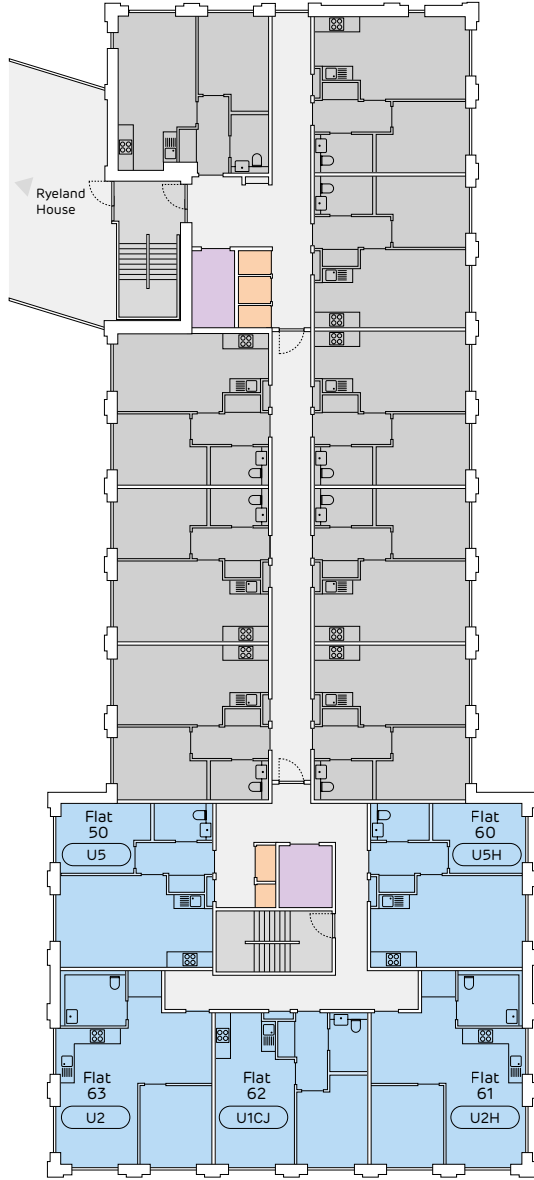 Ryeland
House
Flat
50
U5
Flat
60
U5H
Flat
63
U2
Flat
62
U1CJ
Flat
61
U2H